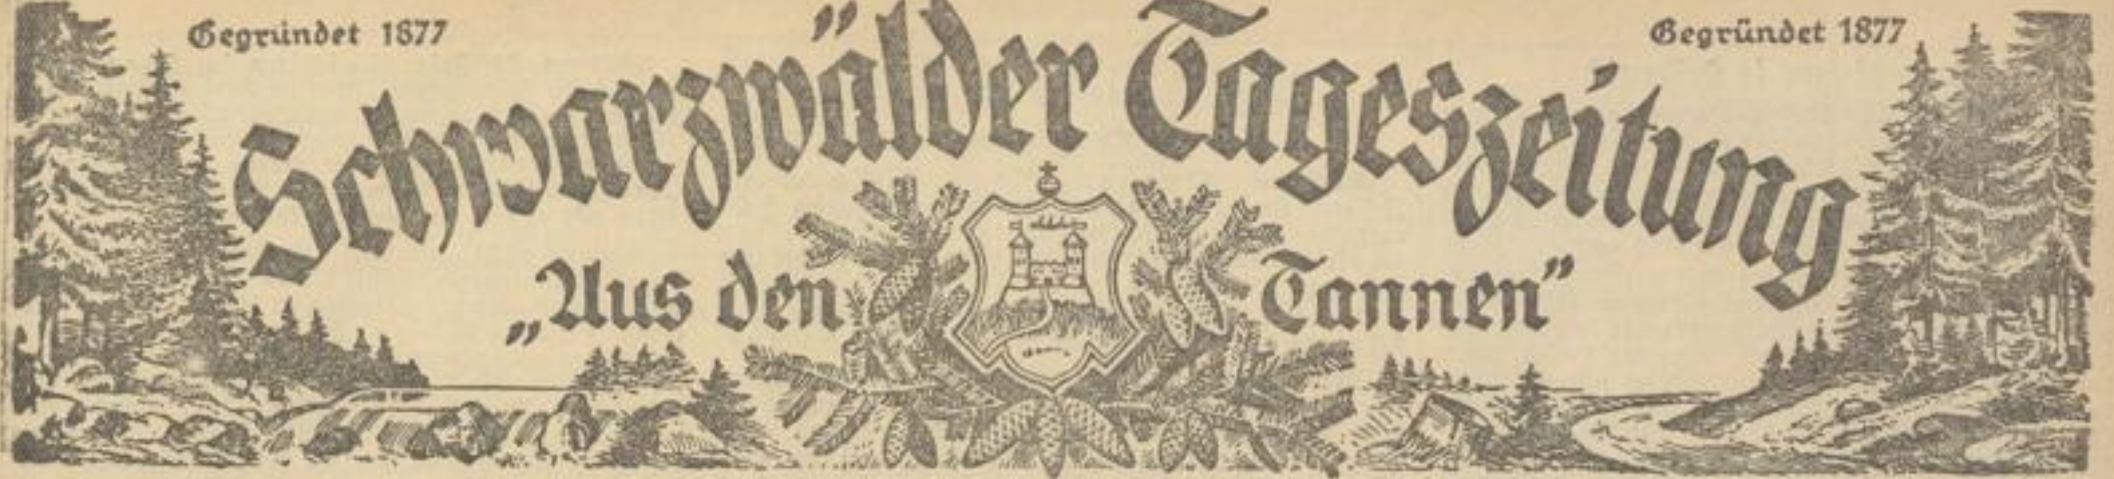 Gegründet 1877
Gegründet 1877
Schwarzwälder Tageszeitung
„Aus den Tannen“